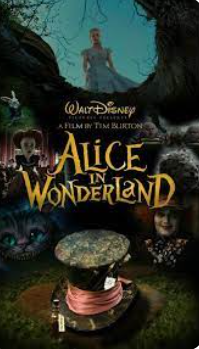 WALT DISNEY
PICTURES PRESENTS
A FILM BY TIM BURTON
ALICE
IN
WONDERLAND